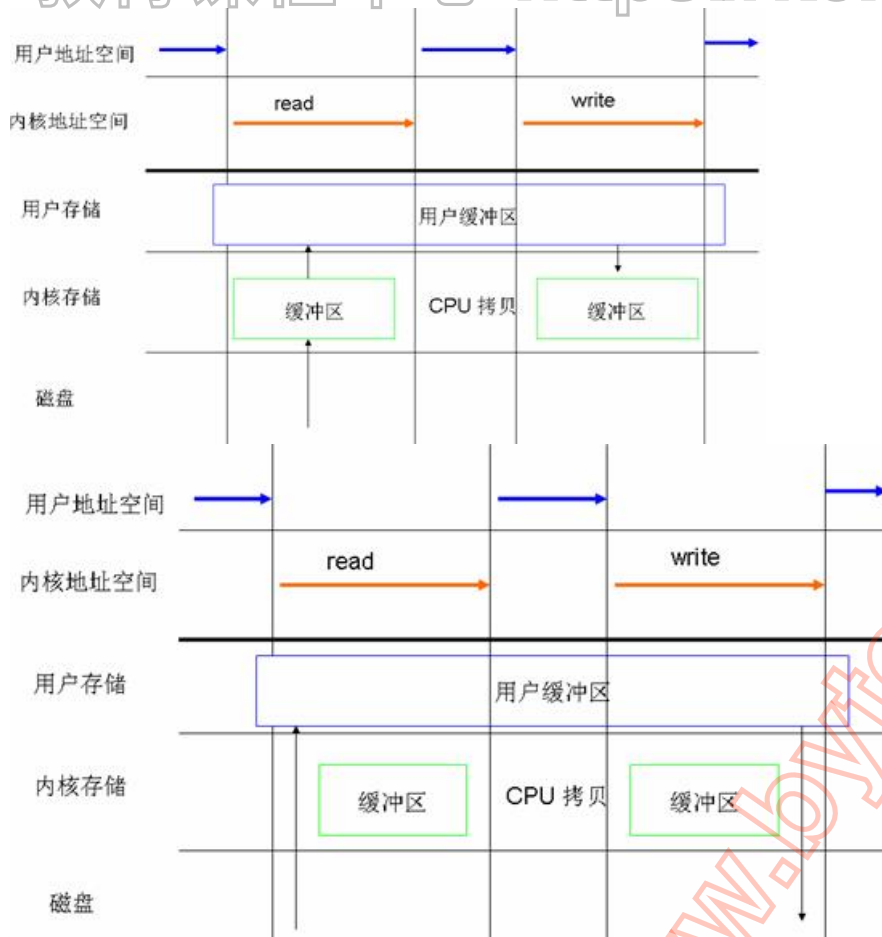 用户地址空间
read write
内核地址空间
用户存储 用户缓冲区
内核存储 缓冲区 CPU 拷贝 缓冲区
磁盘
用户地址空间
read write
内核地址空间
用户存储 用户缓冲区
内核存储 缓冲区 CPU 拷贝 缓冲区
磁盘